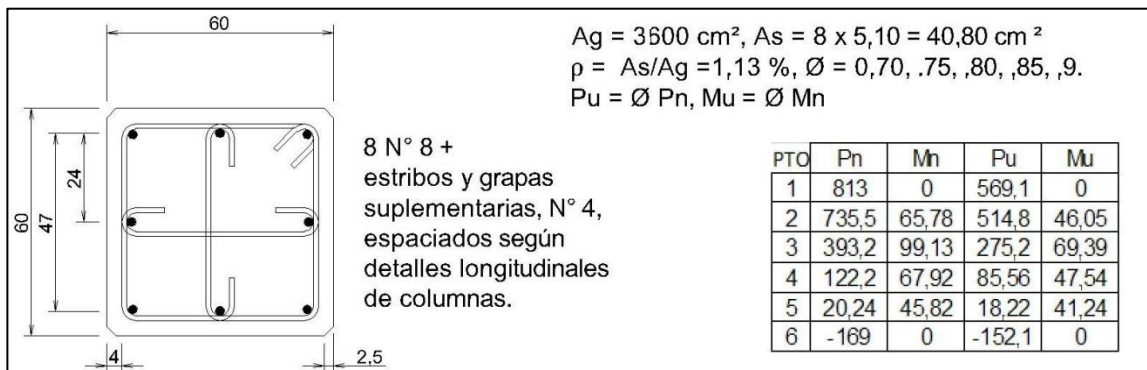 60
60
47
24
4
2,5
8 N° 8 +
estribos y grapas
suplementarias, N° 4,
espaciados según
detalles longitudinales
de columnas.
Ag = 3600 cm², As = 8 x 5,10 = 40,80 cm ²
ρ = As/Ag =1,13 %, Ø = 0,70, .75, ,80, ,85, ,9.
Pu = Ø Pn, Mu = Ø Mn
PTO Pn Mn Pu Mu
1 813 0 569,1 0
2 735,5 65,78 514,8 46,05
3 393,2 99,13 275,2 69,39
4 122,2 67,92 85,56 47,54
5 20,24 45,82 18,22 41,24
6 -169 0 -152,1 0